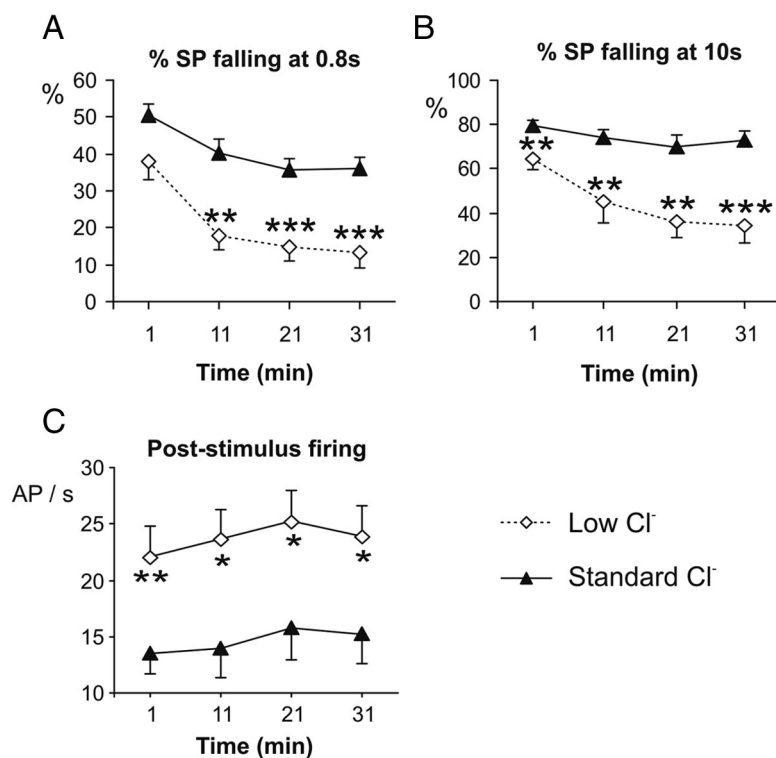 A
% SP falling at 0.8s
%
60
50
40
30
20
10
0
** *** ***
1 11 21 31
Time (min)
B
% SP falling at 10s
%
100
80
60
40
20
0
** ** ** ***
1 11 21 31
Time (min)
C
Post-stimulus firing
AP / s
30
25
20
15
10
** * * *
1 11 21 31
Time (min)
Low Cl⁻
Standard Cl⁻